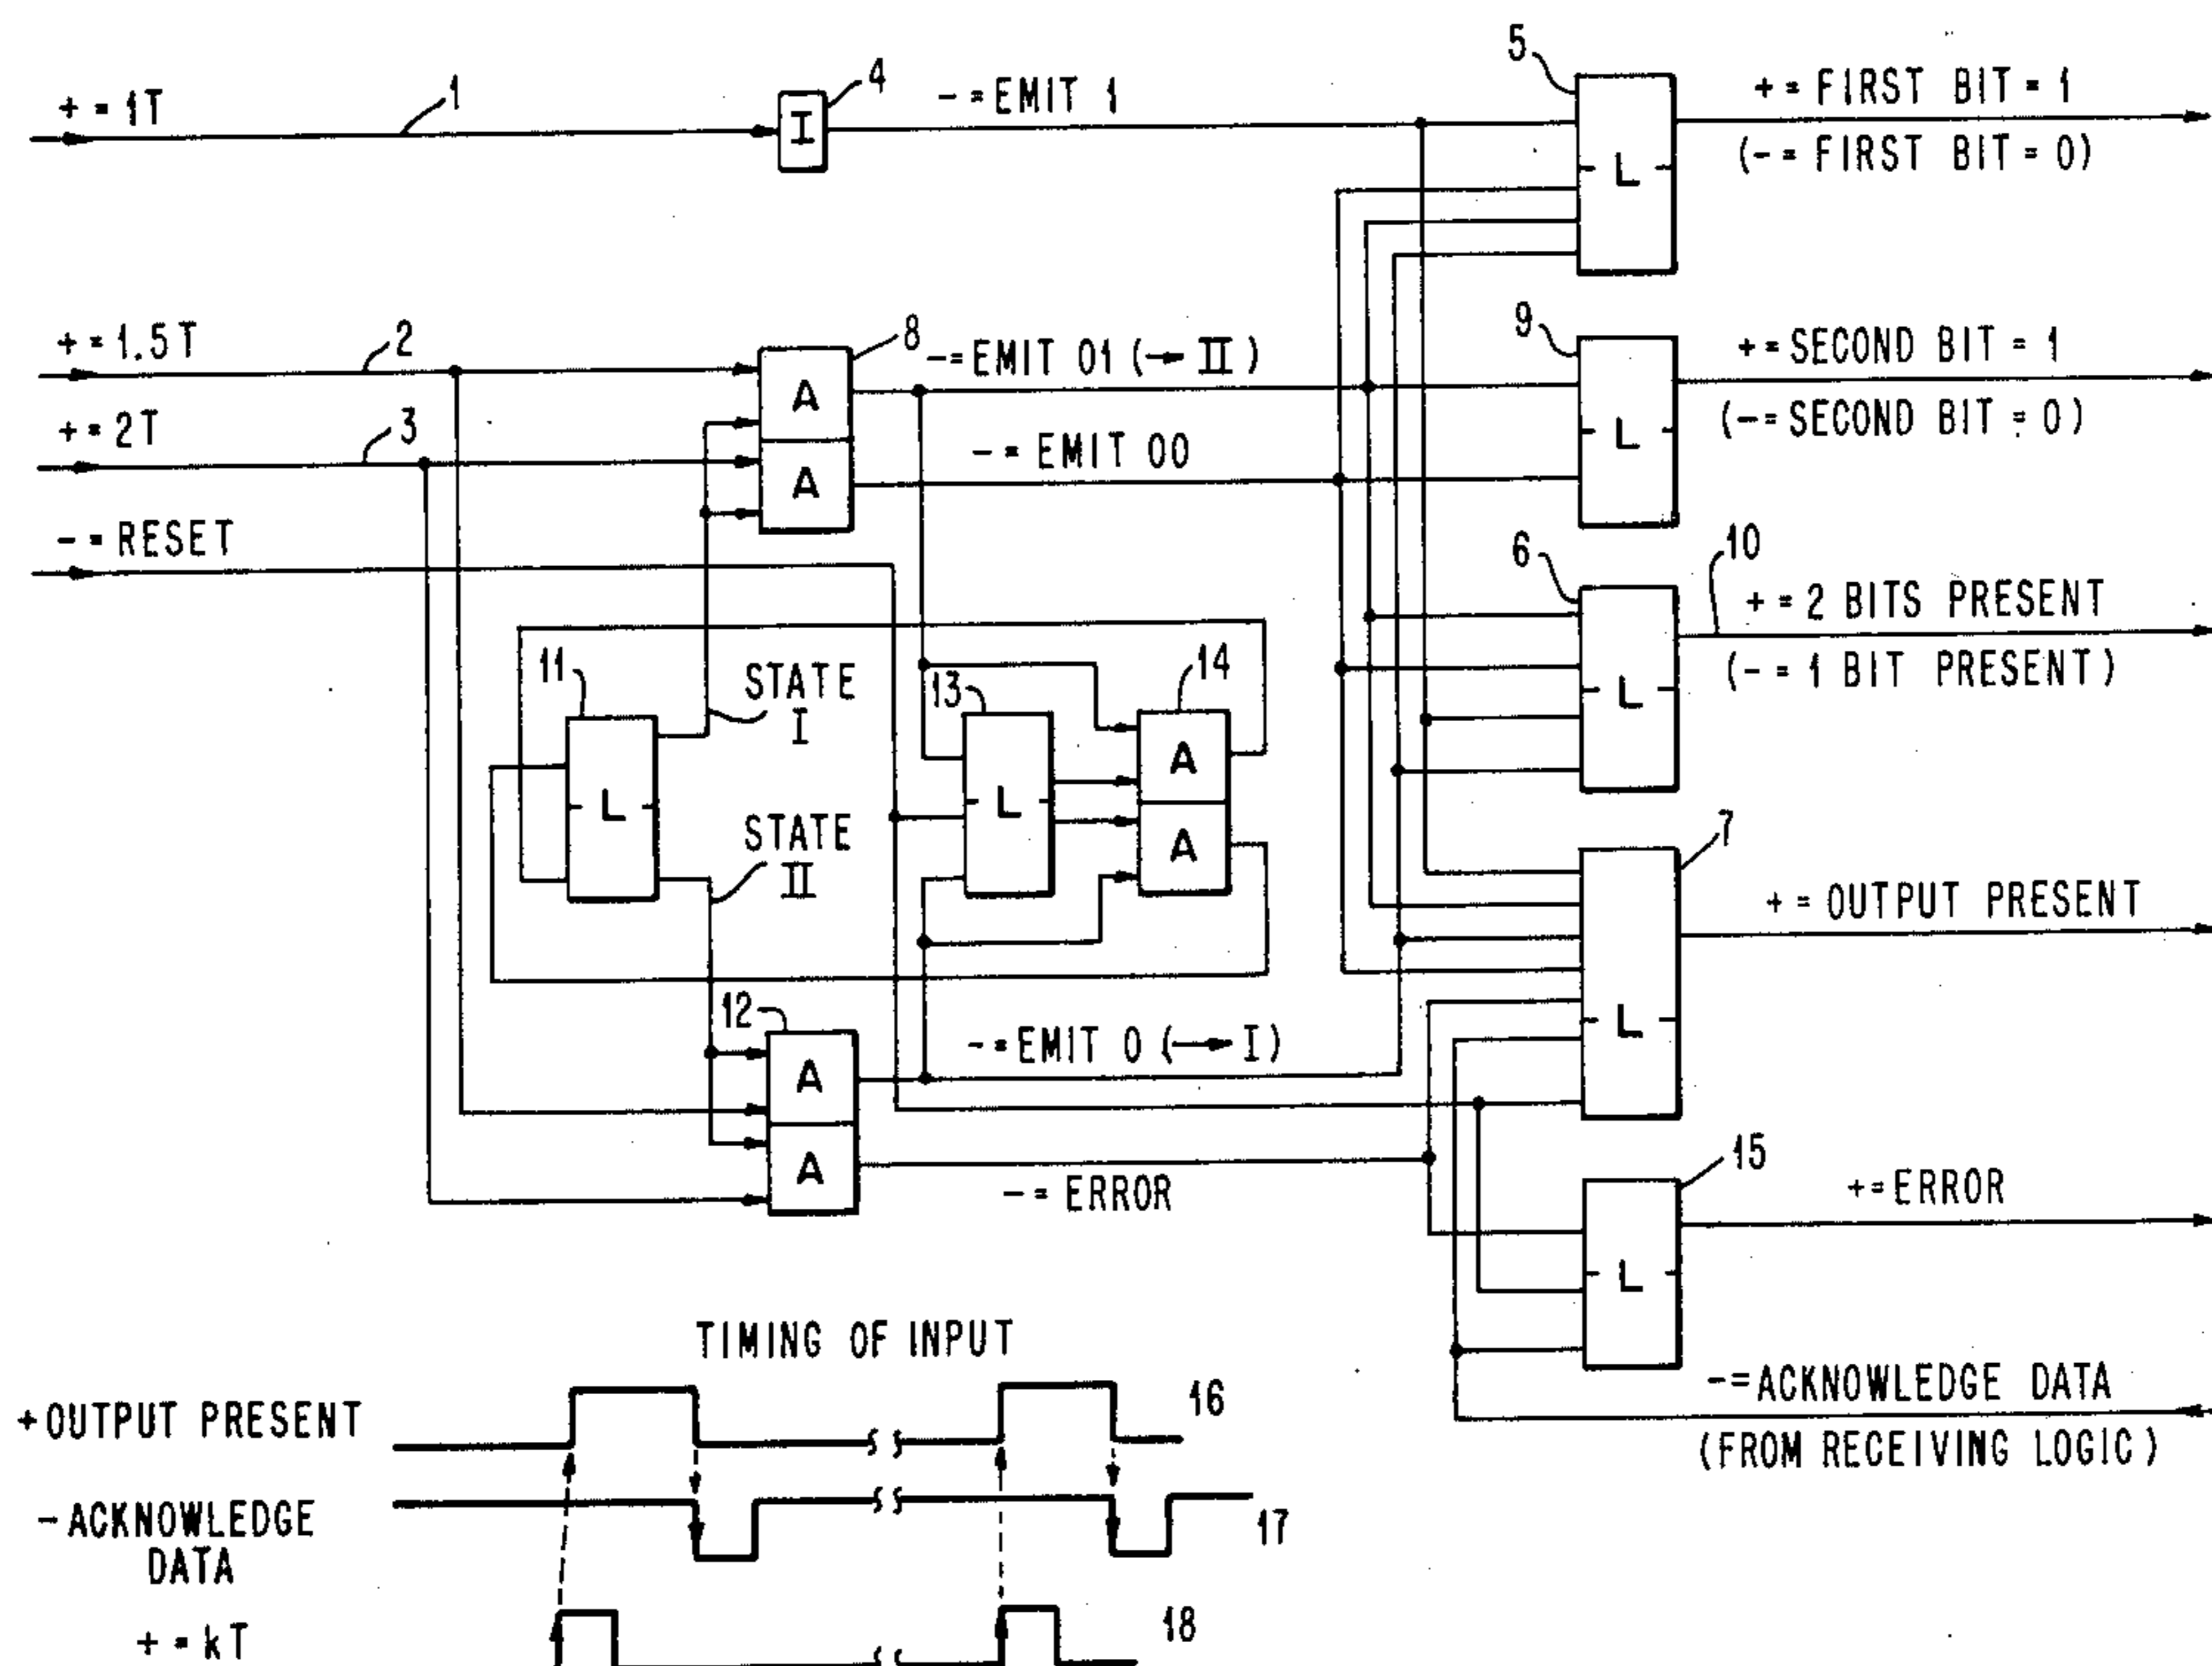 + = 1T
1
4
I
- = EMIT 1
5
L
+ = FIRST BIT = 1
(- = FIRST BIT = 0)
+ = 1.5T
2
8
A
- = EMIT 01 (→ II)
9
L
+ = SECOND BIT = 1
(- = SECOND BIT = 0)
+ = 2T
3
A
- = EMIT 00
- = RESET
6
L
10
+ = 2 BITS PRESENT
(- = 1 BIT PRESENT)
11
L
STATE
I
13
L
14
A
A
STATE
II
7
L
+ = OUTPUT PRESENT
12
A
A
- = EMIT 0 (→ I)
- = ERROR
15
L
+ = ERROR
- = ACKNOWLEDGE DATA
(FROM RECEIVING LOGIC)
TIMING OF INPUT
+ OUTPUT PRESENT
16
- ACKNOWLEDGE
DATA
17
+ = kT
18